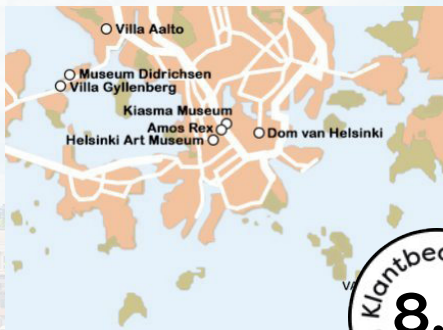 Villa Aalto
Museum Didrichsen
Villa Gyllenberg
Kiasma Museum
Amos Rex
Helsinki Art Museum
Dom van Helsinki